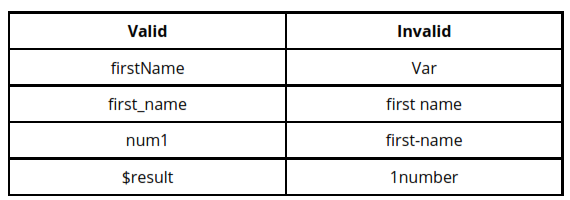 Valid Invalid
firstName Var
first_name first name
num1 first-name
$result 1number